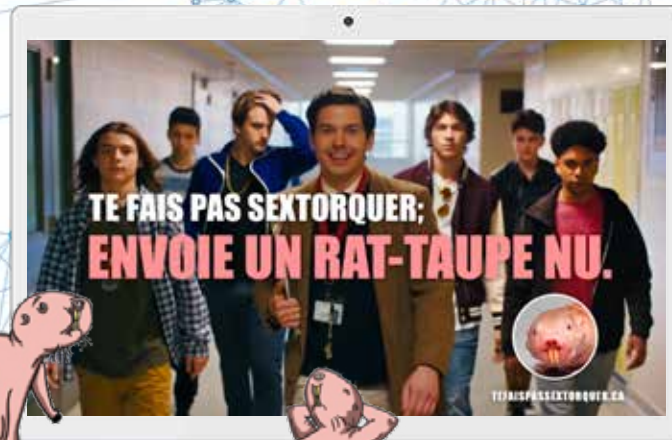 TE FAIS PAS SEXTORQUER;
ENVOIE UN RAT-TAUPE NU.
TEFAISPASSEXTORQUER.CA